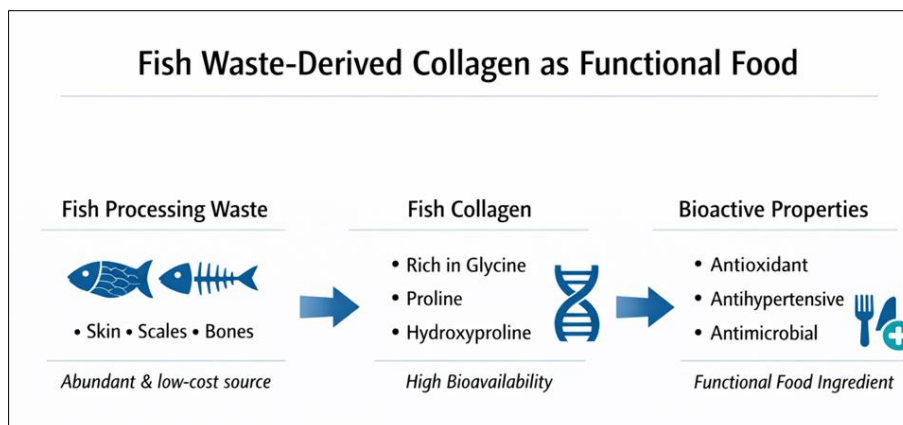 Fish Waste-Derived Collagen as Functional Food
Fish Processing Waste
• Skin • Scales • Bones
Abundant & low-cost source
Fish Collagen
• Rich in Glycine
• Proline
• Hydroxyproline
High Bioavailability
Bioactive Properties
• Antioxidant
• Antihypertensive
• Antimicrobial
Functional Food Ingredient